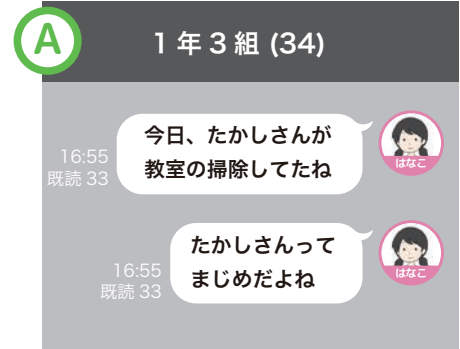 A
1年3組 (34)
今日、たかしさんが
教室の掃除してたね
16:55
既読 33
はなこ
たかしさんって
まじめだよね
16:55
既読 33
はなこ